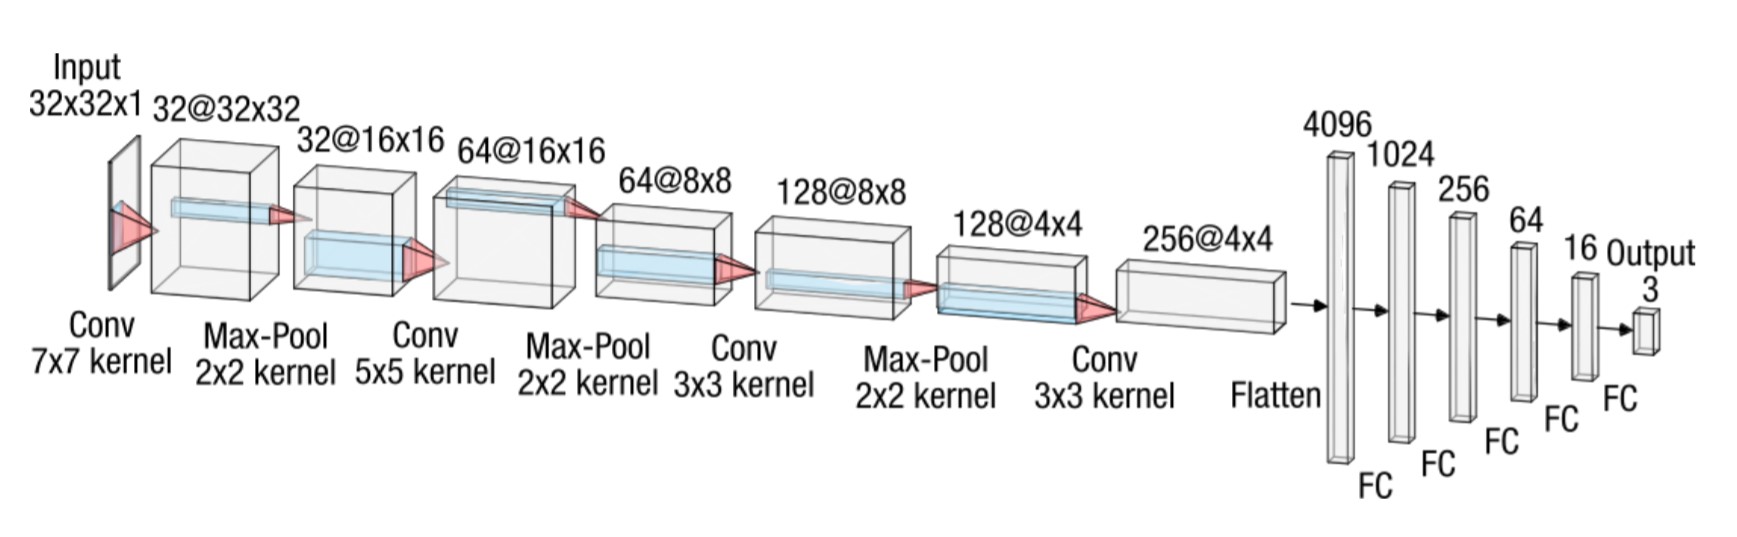 Input
32x32x1
32@32x32
32@16x16
64@16x16
64@8x8
128@8x8
128@4x4
256@4x4
4096
1024
256
64
16
Output
3
Conv
7x7 kernel
Max-Pool
2x2 kernel
Conv
5x5 kernel
Max-Pool
2x2 kernel
Conv
3x3 kernel
Max-Pool
2x2 kernel
Conv
3x3 kernel
Flatten
FC
FC
FC
FC
FC